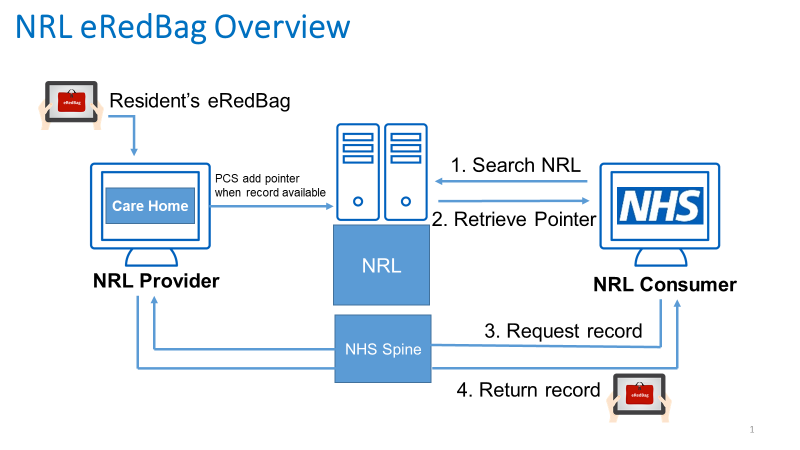 NRL eRedBag Overview
eRedBag
Resident's eRedBag
PCS add pointer
when record available
Care Home
NRL Provider
NRL
1. Search NRL
2. Retrieve Pointer
NHS
NRL Consumer
NHS Spine
3. Request record
4. Return record
eRedBag
1